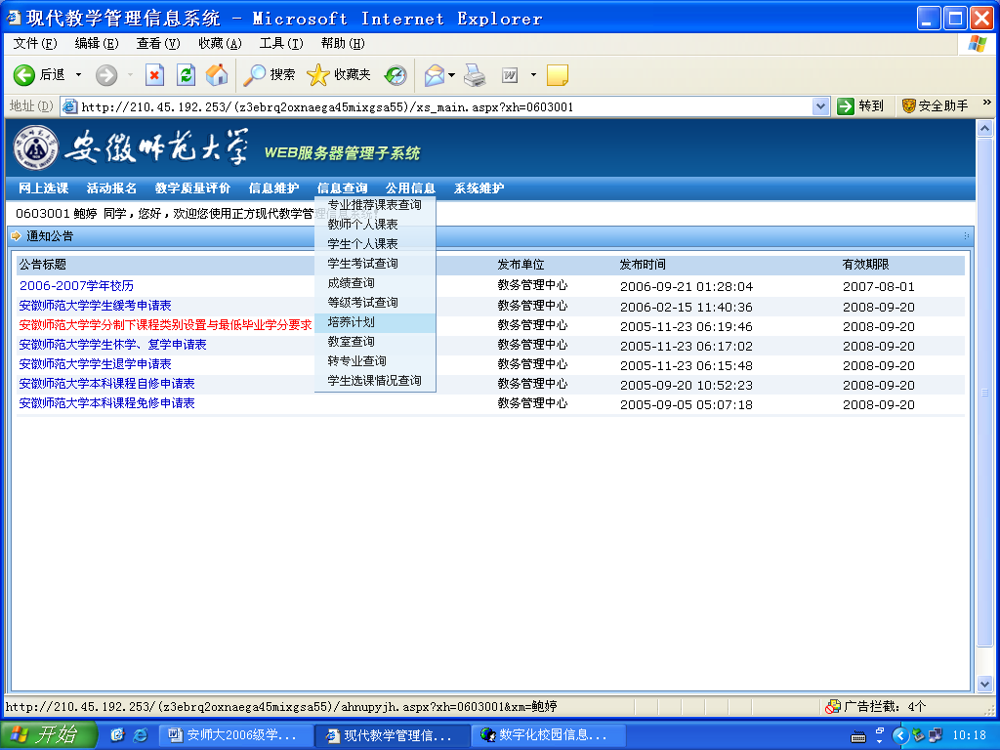 现代教学管理信息系统 - Microsoft Internet Explorer
文件(F) 编辑(E) 查看(V) 收藏(A) 工具(T) 帮助(H)
后退 搜索 收藏夹
地址(D) http://210.45.192.253/(z3ebrq2oxnaega45mixgsa55)/xs_main.aspx?xh=0603001 转到 安全助手 »
安徽师范大学 WEB服务器管理子系统
网上选课 活动报名 教学质量评价 信息维护 信息查询 公用信息 系统维护
0603001 鲍婷 同学，您好，欢迎您使用正方现代教学管理信息系统！
专业推荐课表查询
教师个人课表
学生个人课表
学生考试查询
成绩查询
等级考试查询
培养计划
教室查询
转专业查询
学生选课情况查询
通知公告
公告标题 发布单位 发布时间 有效期限
2006-2007学年校历 教务管理中心 2006-09-21 01:28:04 2007-08-01
安徽师范大学学生缓考申请表 教务管理中心 2006-02-15 11:40:36 2008-09-20
安徽师范大学学分制下课程类别设置与最低毕业学分要求 教务管理中心 2005-11-23 06:19:46 2008-09-20
安徽师范大学学生休学、复学申请表 教务管理中心 2005-11-23 06:17:02 2008-09-20
安徽师范大学学生退学申请表 教务管理中心 2005-11-23 06:15:48 2008-09-20
安徽师范大学本科课程自修申请表 教务管理中心 2005-09-20 10:52:23 2008-09-20
安徽师范大学本科课程免修申请表 教务管理中心 2005-09-05 05:07:18 2008-09-20
http://210.45.192.253/(z3ebrq2oxnaega45mixgsa55)/ahnupyjh.aspx?xh=0603001&xm=鲍婷 广告拦截: 4个
开始 安师大2006级学... 现代教学管理信... 数字化校园信息... 10:18